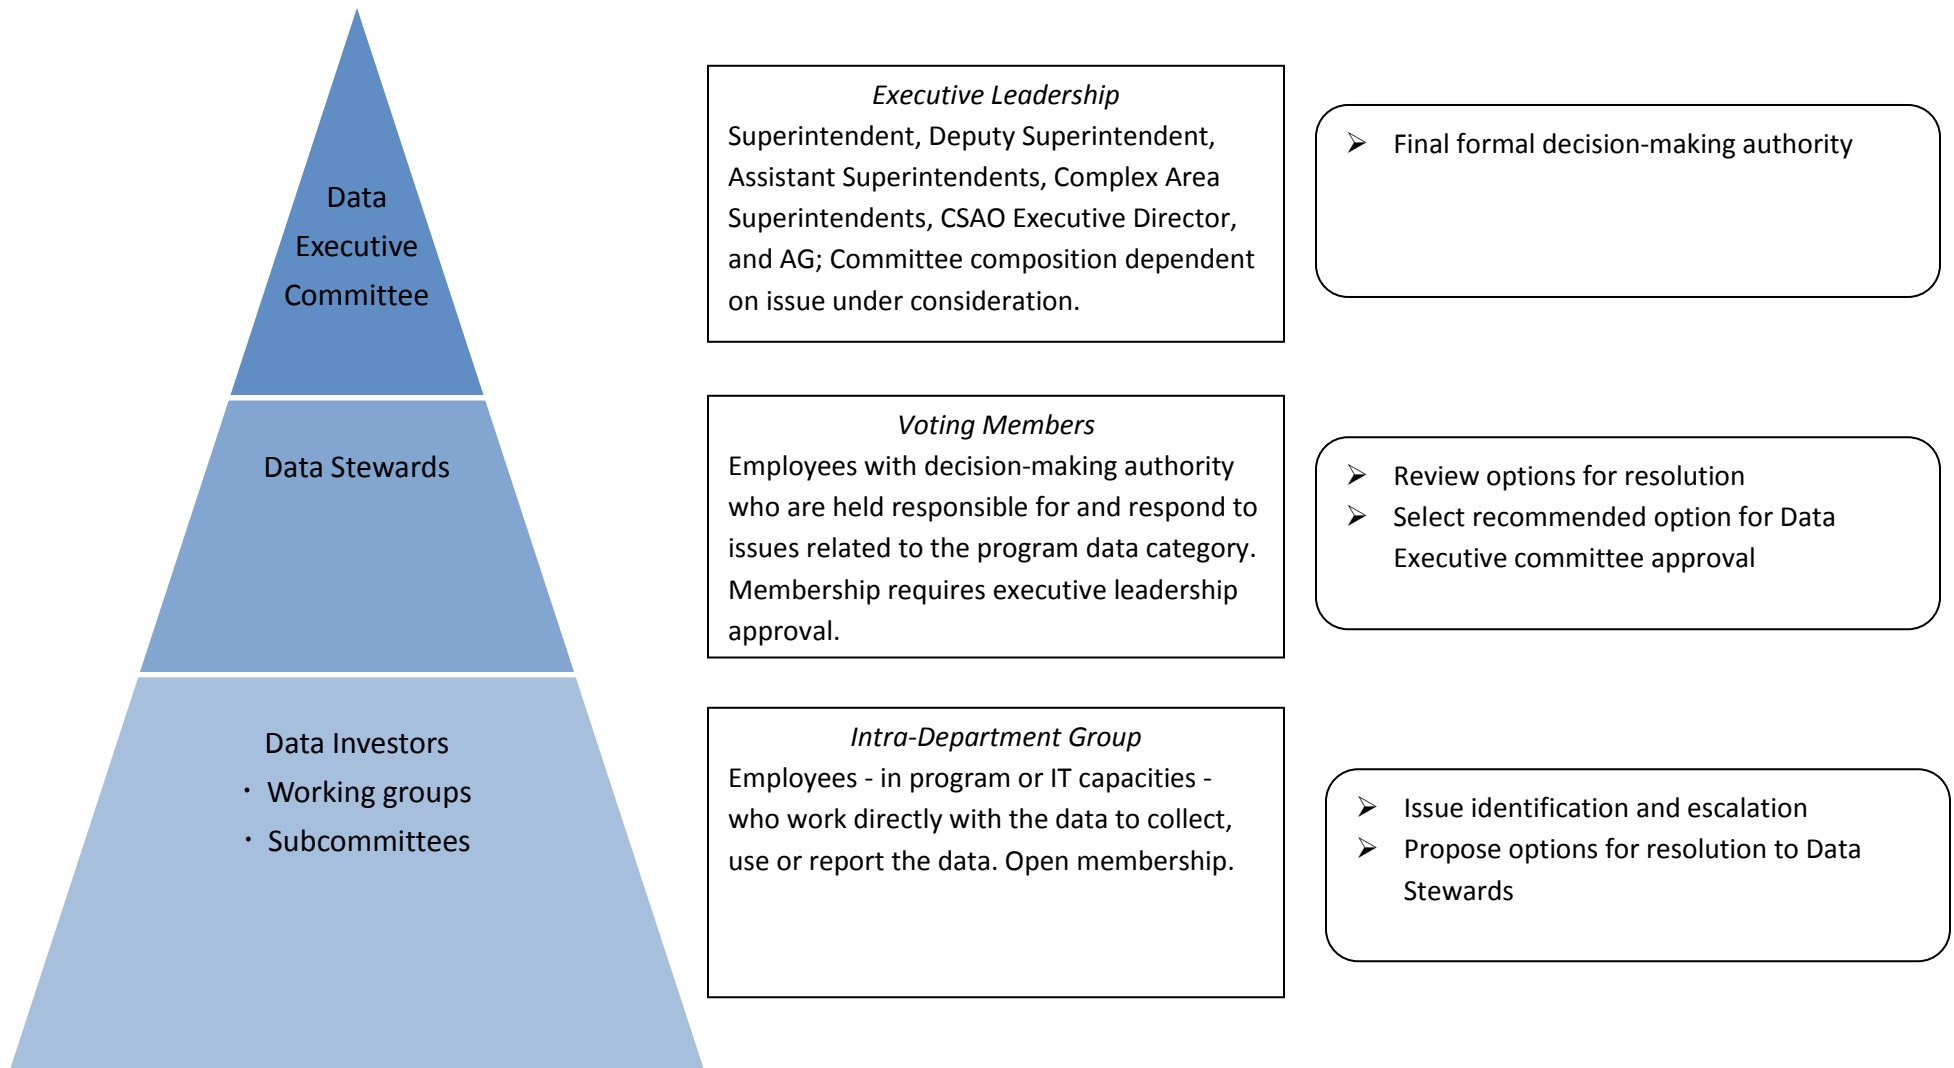 Data
Executive
Committee
Executive Leadership
Superintendent, Deputy Superintendent,
Assistant Superintendents, Complex Area
Superintendents, CSAO Executive Director,
and AG; Committee composition dependent
on issue under consideration.
➢ Final formal decision-making authority
Data Stewards
Voting Members
Employees with decision-making authority
who are held responsible for and respond to
issues related to the program data category.
Membership requires executive leadership
approval.
➢ Review options for resolution
➢ Select recommended option for Data
Executive committee approval
Data Investors
· Working groups
· Subcommittees
Intra-Department Group
Employees - in program or IT capacities -
who work directly with the data to collect,
use or report the data. Open membership.
➢ Issue identification and escalation
➢ Propose options for resolution to Data
Stewards